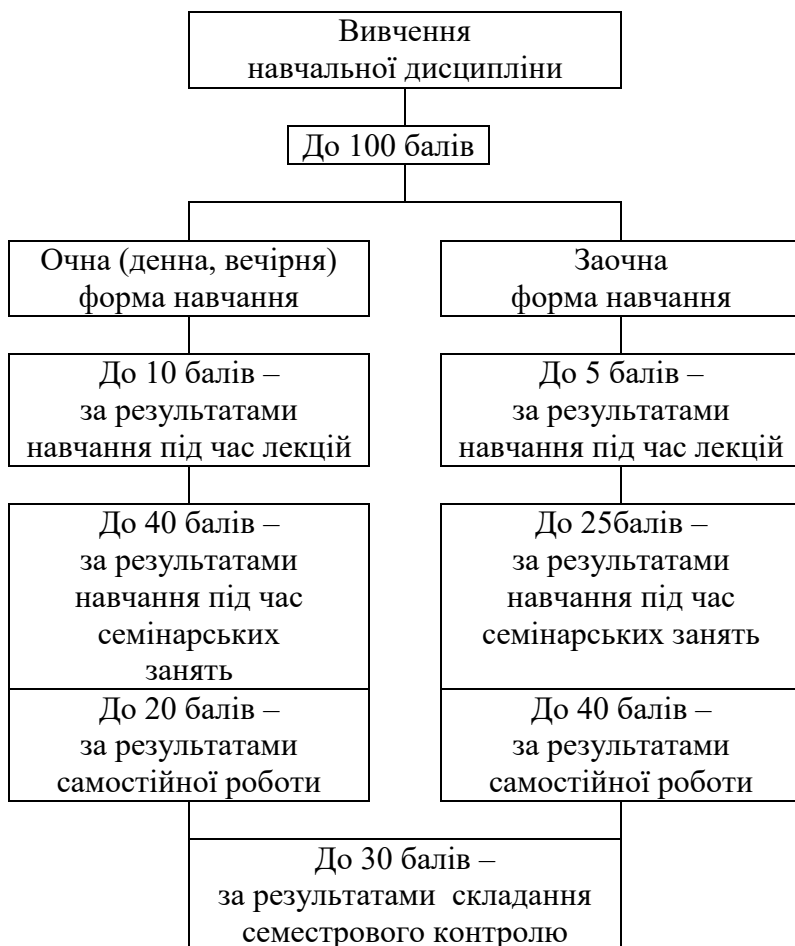 Вивчення
навчальної дисципліни
До 100 балів
Очна (денна, вечірня)
форма навчання
Заочна
форма навчання
До 10 балів –
за результатами
навчання під час лекцій
До 5 балів –
за результатами
навчання під час лекцій
До 40 балів –
за результатами
навчання під час
семінарських
занять
До 25балів –
за результатами
навчання під час
семінарських занять
До 20 балів –
за результатами
самостійної роботи
До 40 балів –
за результатами
самостійної роботи
До 30 балів –
за результатами складання
семестрового контролю